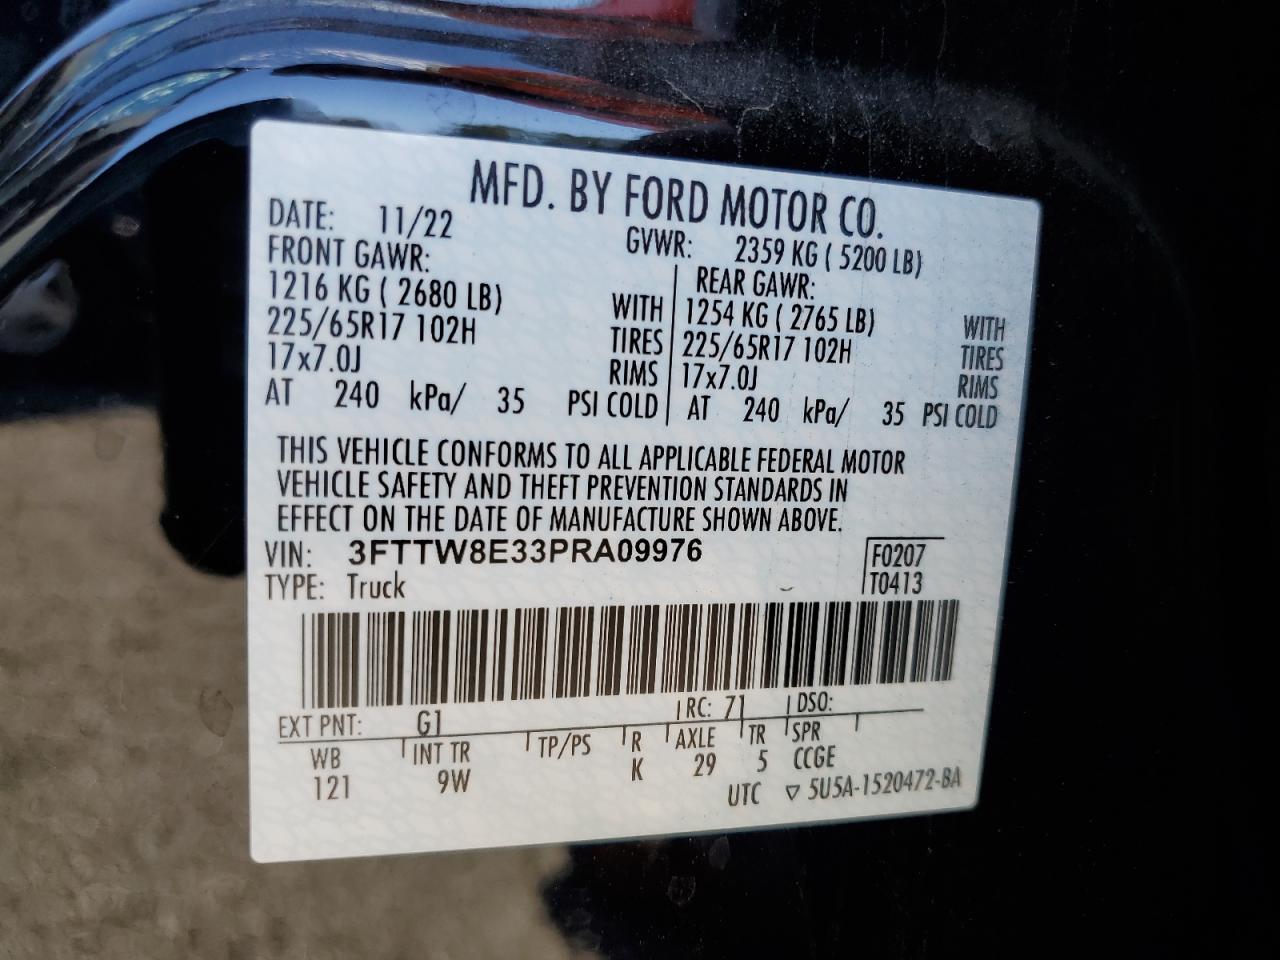 MFD. BY FORD MOTOR CO.
DATE: 11/22 GVWR: 2359 KG ( 5200 LB)
FRONT GAWR: REAR GAWR:
1216 KG ( 2680 LB) WITH 1254 KG ( 2765 LB) WITH
225/65R17 102H TIRES 225/65R17 102H TIRES
17x7.0J RIMS 17x7.0J RIMS
AT 240 kPa/ 35 PSI COLD AT 240 kPa/ 35 PSI COLD
THIS VEHICLE CONFORMS TO ALL APPLICABLE FEDERAL MOTOR
VEHICLE SAFETY AND THEFT PREVENTION STANDARDS IN
EFFECT ON THE DATE OF MANUFACTURE SHOWN ABOVE.
VIN: 3FTTW8E33PRA09976 F0207
TYPE: Truck T0413
EXT PNT: G1 RC: 71 DSO:
WB INT TR TP/PS R AXLE TR SPR
121 9W K 29 5 CCGE
UTC ▽ 5U5A-1520472-BA